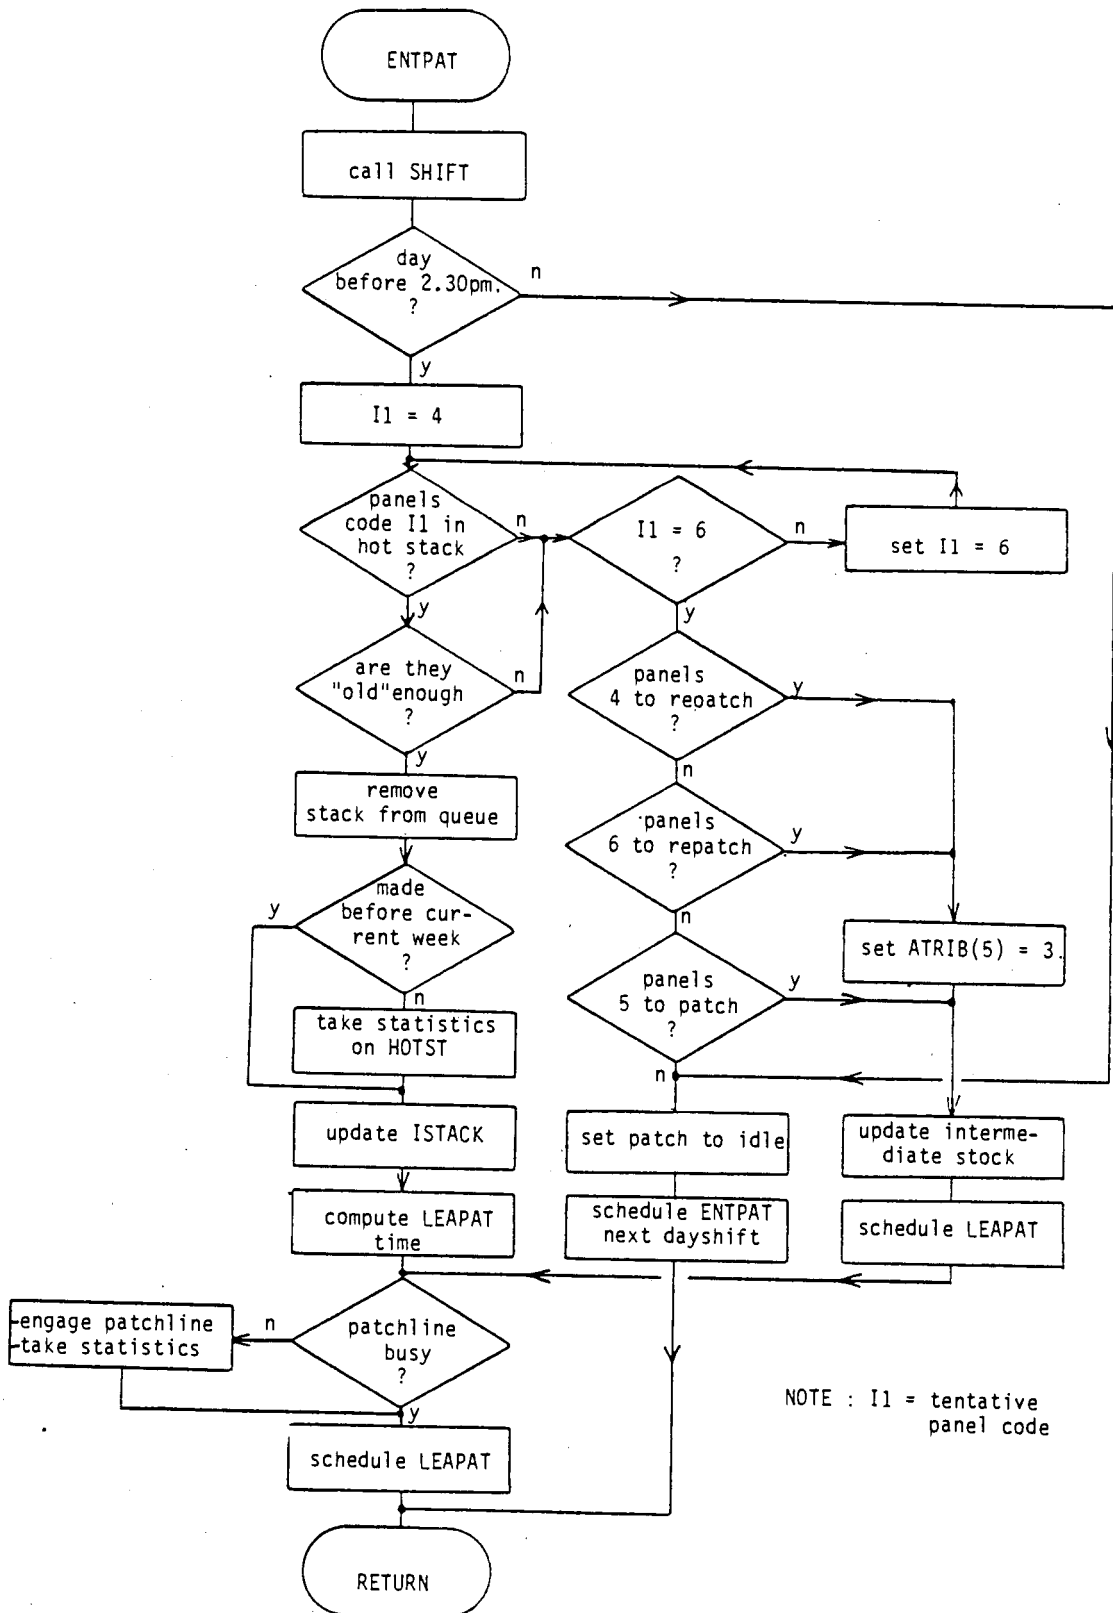 ENTPAT
call SHIFT
day
before 2.30pm.
?
n
y
I1 = 4
panels
code I1 in
hot stack
?
n
y
I1 = 6
?
n
y
set I1 = 6
are they
"old"enough
?
n
y
panels
4 to repatch
?
y
n
remove
stack from queue
panels
6 to repatch
?
y
n
made
before cur-
rent week
?
y
n
set ATRIB(5) = 3.
panels
5 to patch
?
y
n
take statistics
on HOTST
update ISTACK
set patch to idle
update interme-
diate stock
compute LEAPAT
time
schedule ENTPAT
next dayshift
schedule LEAPAT
-engage patchline
-take statistics
n
patchline
busy
?
y
NOTE : I1 = tentative
panel code
schedule LEAPAT
RETURN